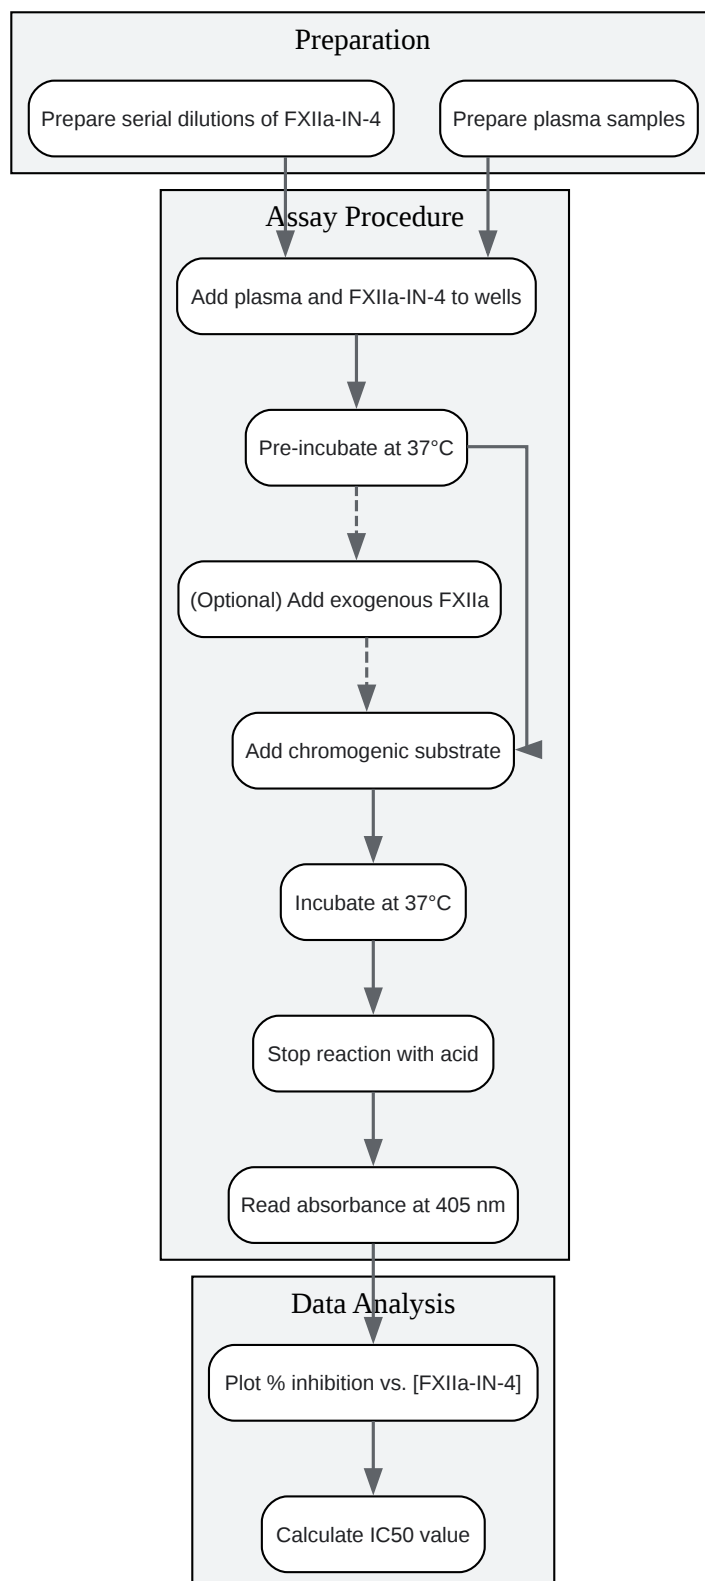 Preparation
Prepare serial dilutions of FXIIa-IN-4
Prepare plasma samples
Assay Procedure
Add plasma and FXIIa-IN-4 to wells
Pre-incubate at 37°C
(Optional) Add exogenous FXIIa
Add chromogenic substrate
Incubate at 37°C
Stop reaction with acid
Read absorbance at 405 nm
Data Analysis
Plot % inhibition vs. [FXIIa-IN-4]
Calculate IC50 value